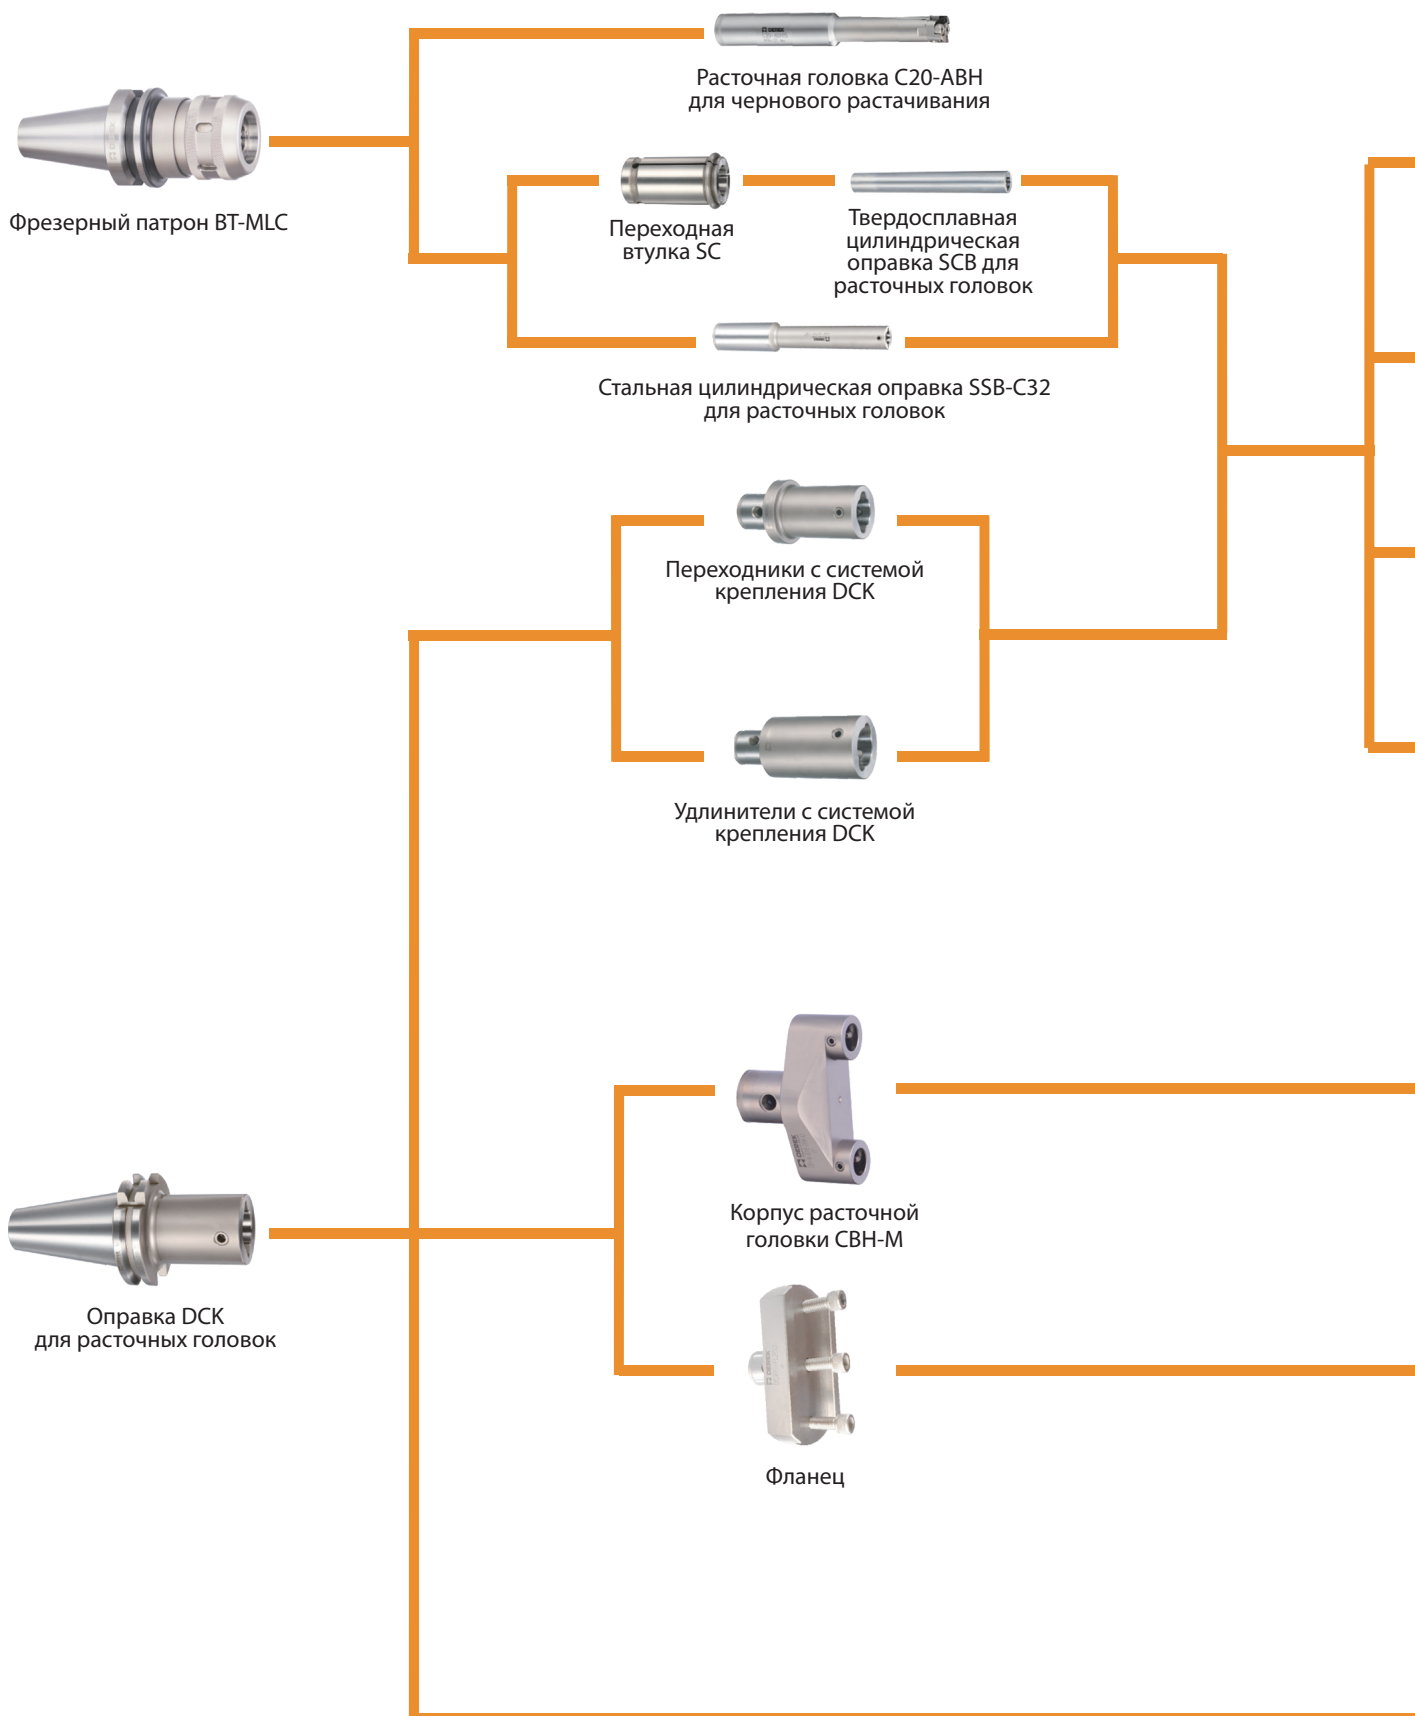 Расточная головка C20-ABH
для чернового растачивания
Фрезерный патрон BT-MLC
Переходная
втулка SC
Твердосплавная
цилиндрическая
оправка SCB для
расточных головок
Стальная цилиндрическая оправка SSB-C32
для расточных головок
Переходники с системой
крепления DCK
Удлинители с системой
крепления DCK
Корпус расточной
головки CBH-M
Оправка DCK
для расточных головок
Фланец